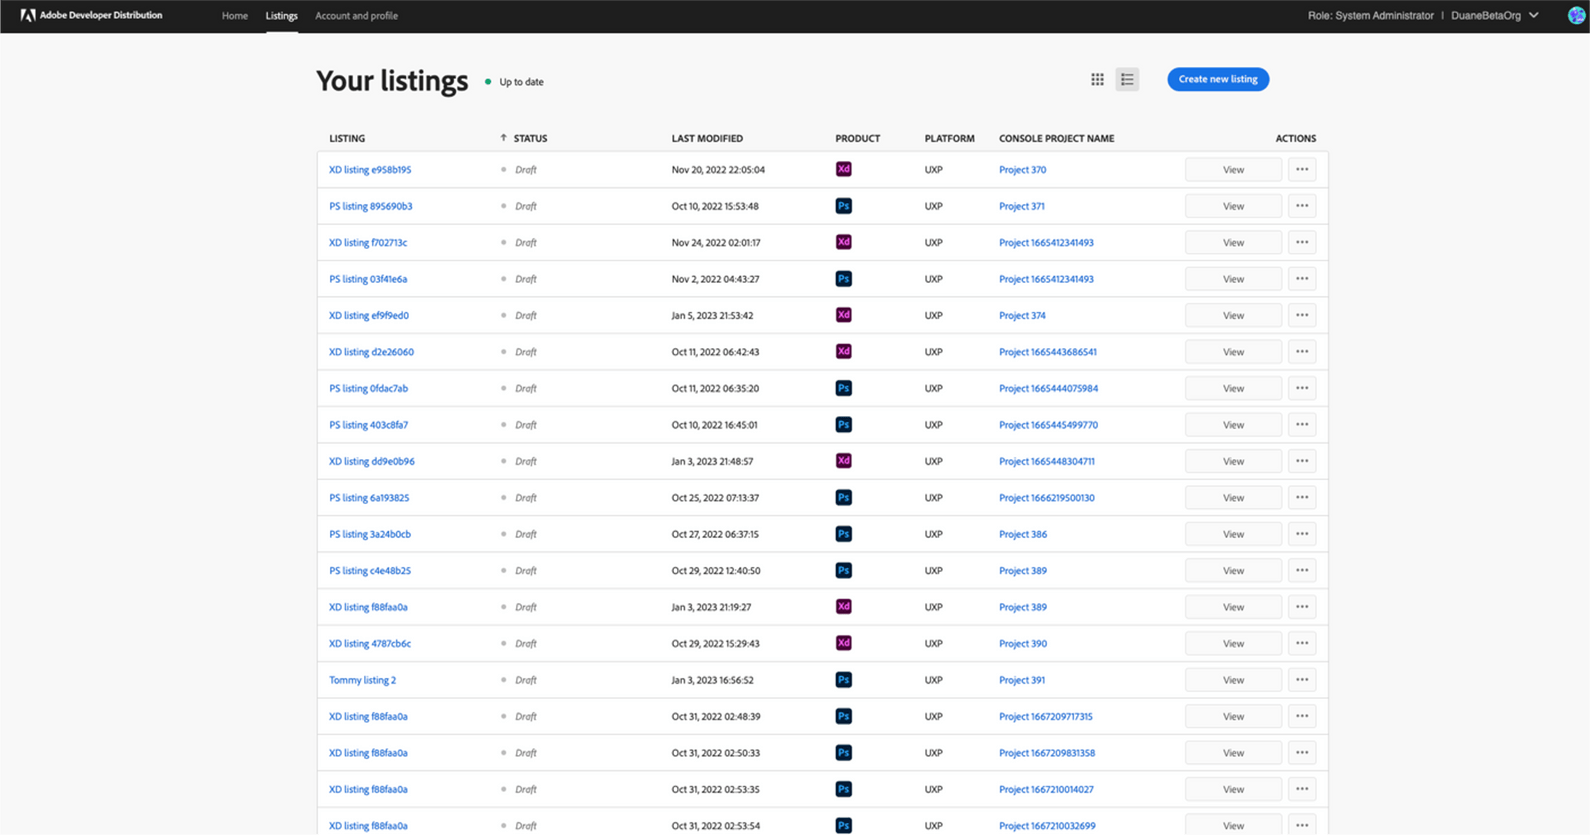 Adobe Developer Distribution Home Listings Account and profile Role: System Administrator | DuaneBetaOrg
Your listings Up to date Create new listing
LISTING STATUS LAST MODIFIED PRODUCT PLATFORM CONSOLE PROJECT NAME ACTIONS
XD listing e958b195 Draft Nov 20, 2022 22:05:04 Xd UXP Project 370 View
PS listing 895690b3 Draft Oct 10, 2022 15:53:48 Ps UXP Project 371 View
XD listing f702713c Draft Nov 24, 2022 02:01:17 Xd UXP Project 1665412341493 View
PS listing 03f41e6a Draft Nov 2, 2022 04:43:27 Ps UXP Project 1665412341493 View
XD listing ef9f9ed0 Draft Jan 5, 2023 21:53:42 Xd UXP Project 374 View
XD listing d2e26060 Draft Oct 11, 2022 06:42:43 Xd UXP Project 1665443686541 View
PS listing 0fdac7ab Draft Oct 11, 2022 06:35:20 Ps UXP Project 1665444075984 View
PS listing 403c8fa7 Draft Oct 10, 2022 16:45:01 Ps UXP Project 1665445499770 View
XD listing dd9e0b96 Draft Jan 3, 2023 21:48:57 Xd UXP Project 1665448304711 View
PS listing 6a193825 Draft Oct 25, 2022 07:13:37 Ps UXP Project 1666219500130 View
PS listing 3a24b0cb Draft Oct 27, 2022 06:37:15 Ps UXP Project 386 View
PS listing c4e48b25 Draft Oct 29, 2022 12:40:50 Ps UXP Project 389 View
XD listing f88faa0a Draft Jan 3, 2023 21:19:27 Xd UXP Project 389 View
XD listing 4787cb6c Draft Oct 29, 2022 15:29:43 Xd UXP Project 390 View
Tommy listing 2 Draft Jan 3, 2023 16:56:52 Ps UXP Project 391 View
XD listing f88faa0a Draft Oct 31, 2022 02:48:39 Ps UXP Project 1667209717315 View
XD listing f88faa0a Draft Oct 31, 2022 02:50:33 Ps UXP Project 1667209831358 View
XD listing f88faa0a Draft Oct 31, 2022 02:53:35 Ps UXP Project 1667210014027 View
XD listing f88faa0a Draft Oct 31, 2022 02:53:54 Ps UXP Project 1667210032699 View